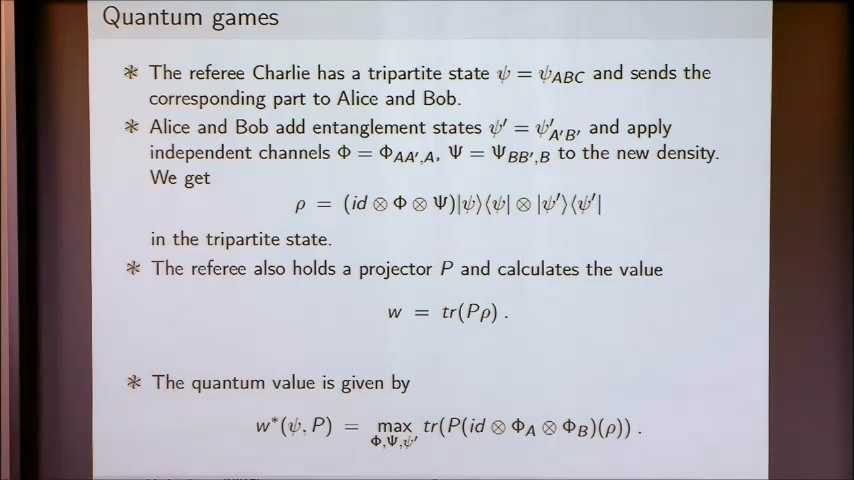 Quantum games
* The referee Charlie has a tripartite state ψ = ψ_ABC and sends the
corresponding part to Alice and Bob.
* Alice and Bob add entanglement states ψ′ = ψ′_A′B′ and apply
independent channels Φ = Φ_AA′,A, Ψ = Ψ_BB′,B to the new density.
We get
ρ = (id ⊗ Φ ⊗ Ψ)|ψ⟩⟨ψ| ⊗ |ψ′⟩⟨ψ′|
in the tripartite state.
* The referee also holds a projector P and calculates the value
w = tr(Pρ) .
* The quantum value is given by
w*(ψ, P) = max_Φ,Ψ,ψ′ tr(P(id ⊗ Φ_A ⊗ Φ_B)(ρ)) .